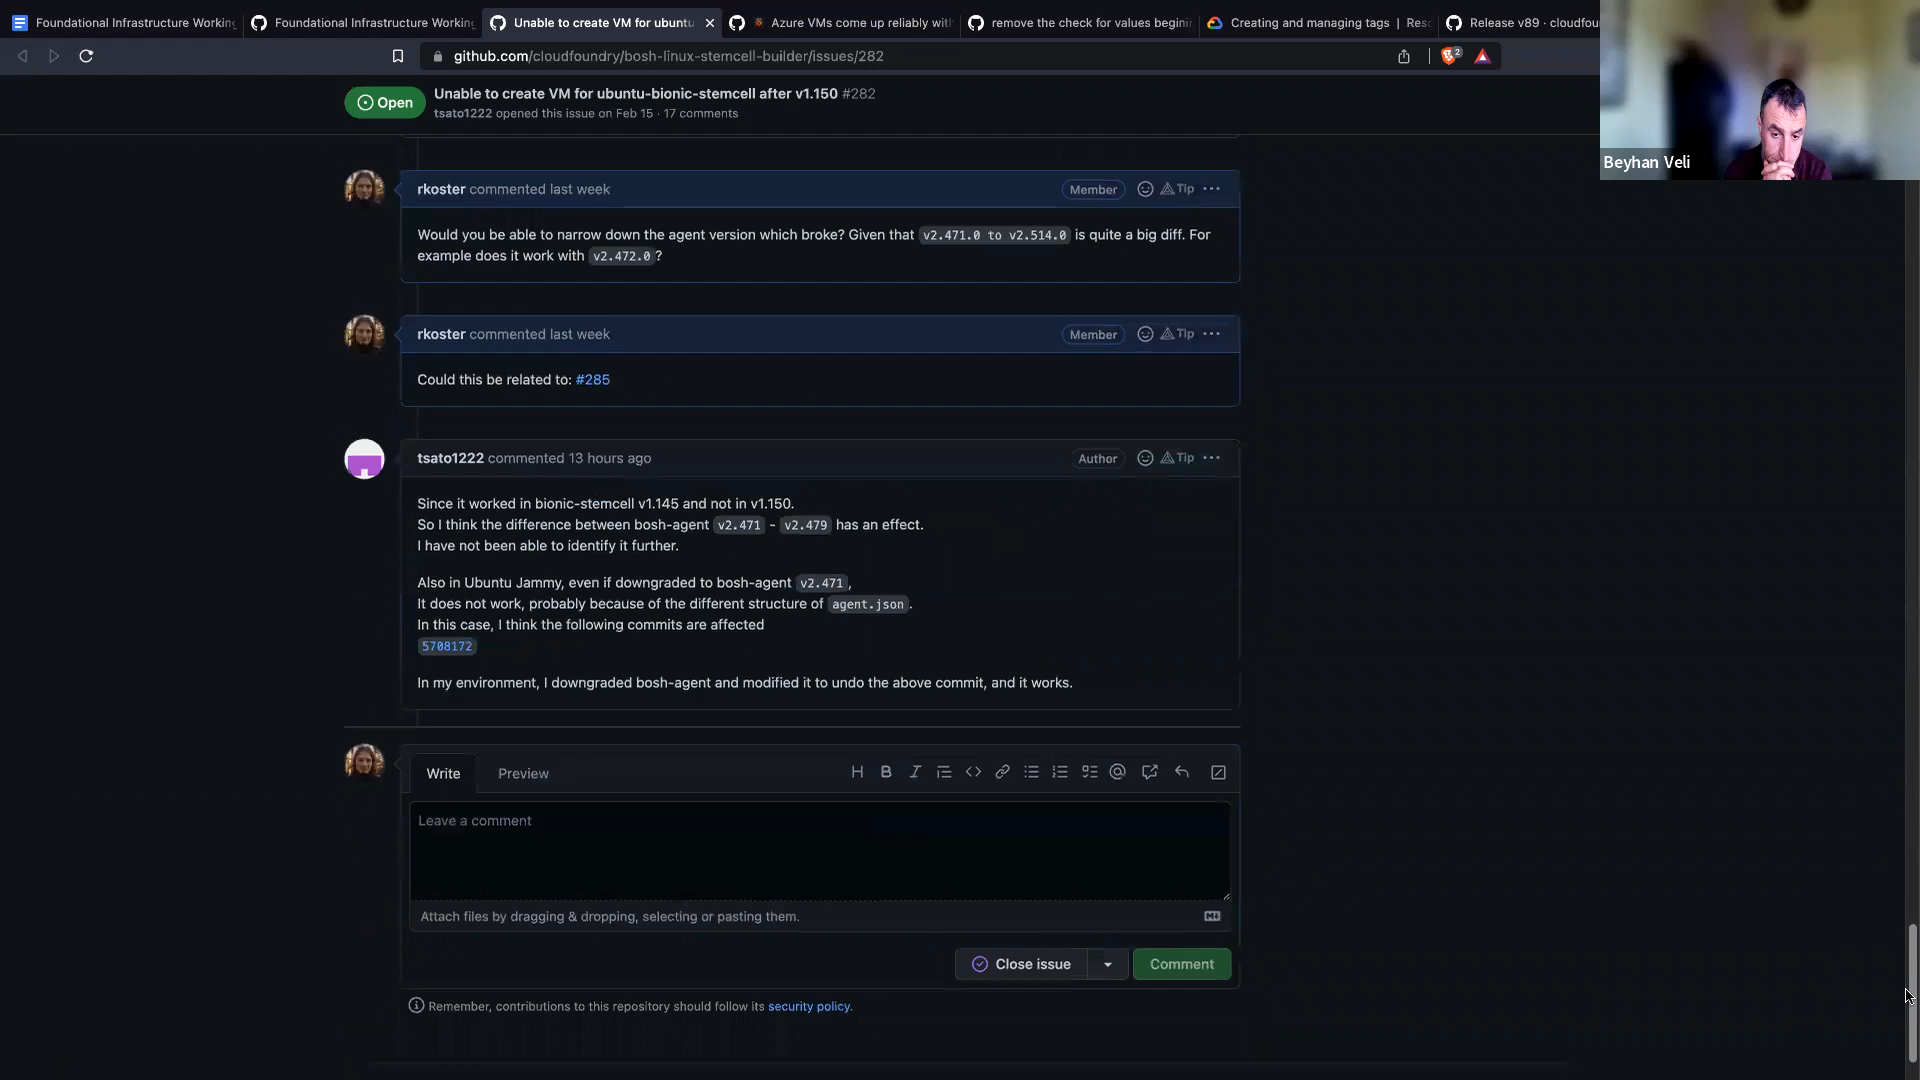 Foundational Infrastructure Working
Foundational Infrastructure Working
Unable to create VM for ubuntu
Azure VMs come up reliably with
remove the check for values begini
Creating and managing tags | Res
Release v89 · cloudfou
github.com/cloudfoundry/bosh-linux-stemcell-builder/issues/282
2
Open
Unable to create VM for ubuntu-bionic-stemcell after v1.150 #282
tsato1222 opened this issue on Feb 15 · 17 comments
Beyhan Veli
rkoster commented last week
Member
Tip
Would you be able to narrow down the agent version which broke? Given that v2.471.0 to v2.514.0 is quite a big diff. For
example does it work with v2.472.0?
rkoster commented last week
Member
Tip
Could this be related to: #285
tsato1222 commented 13 hours ago
Author
Tip
Since it worked in bionic-stemcell v1.145 and not in v1.150.
So I think the difference between bosh-agent v2.471 - v2.479 has an effect.
I have not been able to identify it further.
Also in Ubuntu Jammy, even if downgraded to bosh-agent v2.471,
It does not work, probably because of the different structure of agent.json.
In this case, I think the following commits are affected
5708172
In my environment, I downgraded bosh-agent and modified it to undo the above commit, and it works.
Write
Preview
Leave a comment
Attach files by dragging & dropping, selecting or pasting them.
Close issue
Comment
Remember, contributions to this repository should follow its security policy.